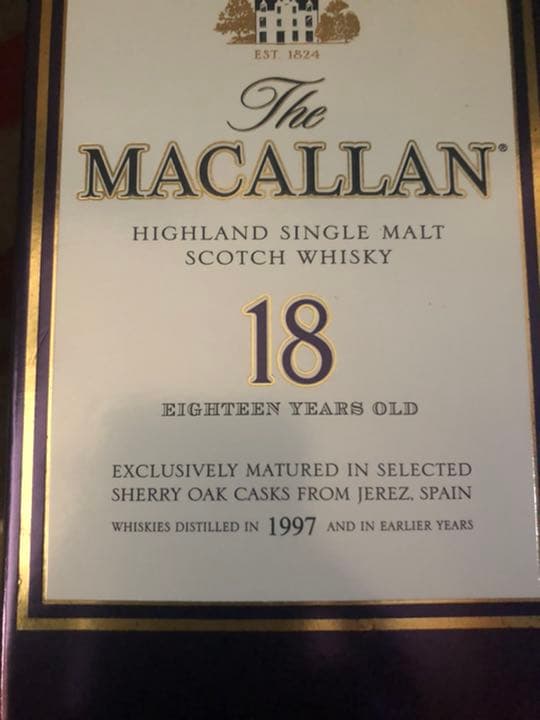 EST. 1824
The
MACALLAN®
HIGHLAND SINGLE MALT
SCOTCH WHISKY
18
EIGHTEEN YEARS OLD
EXCLUSIVELY MATURED IN SELECTED
SHERRY OAK CASKS FROM JEREZ, SPAIN
WHISKIES DISTILLED IN 1997 AND IN EARLIER YEARS